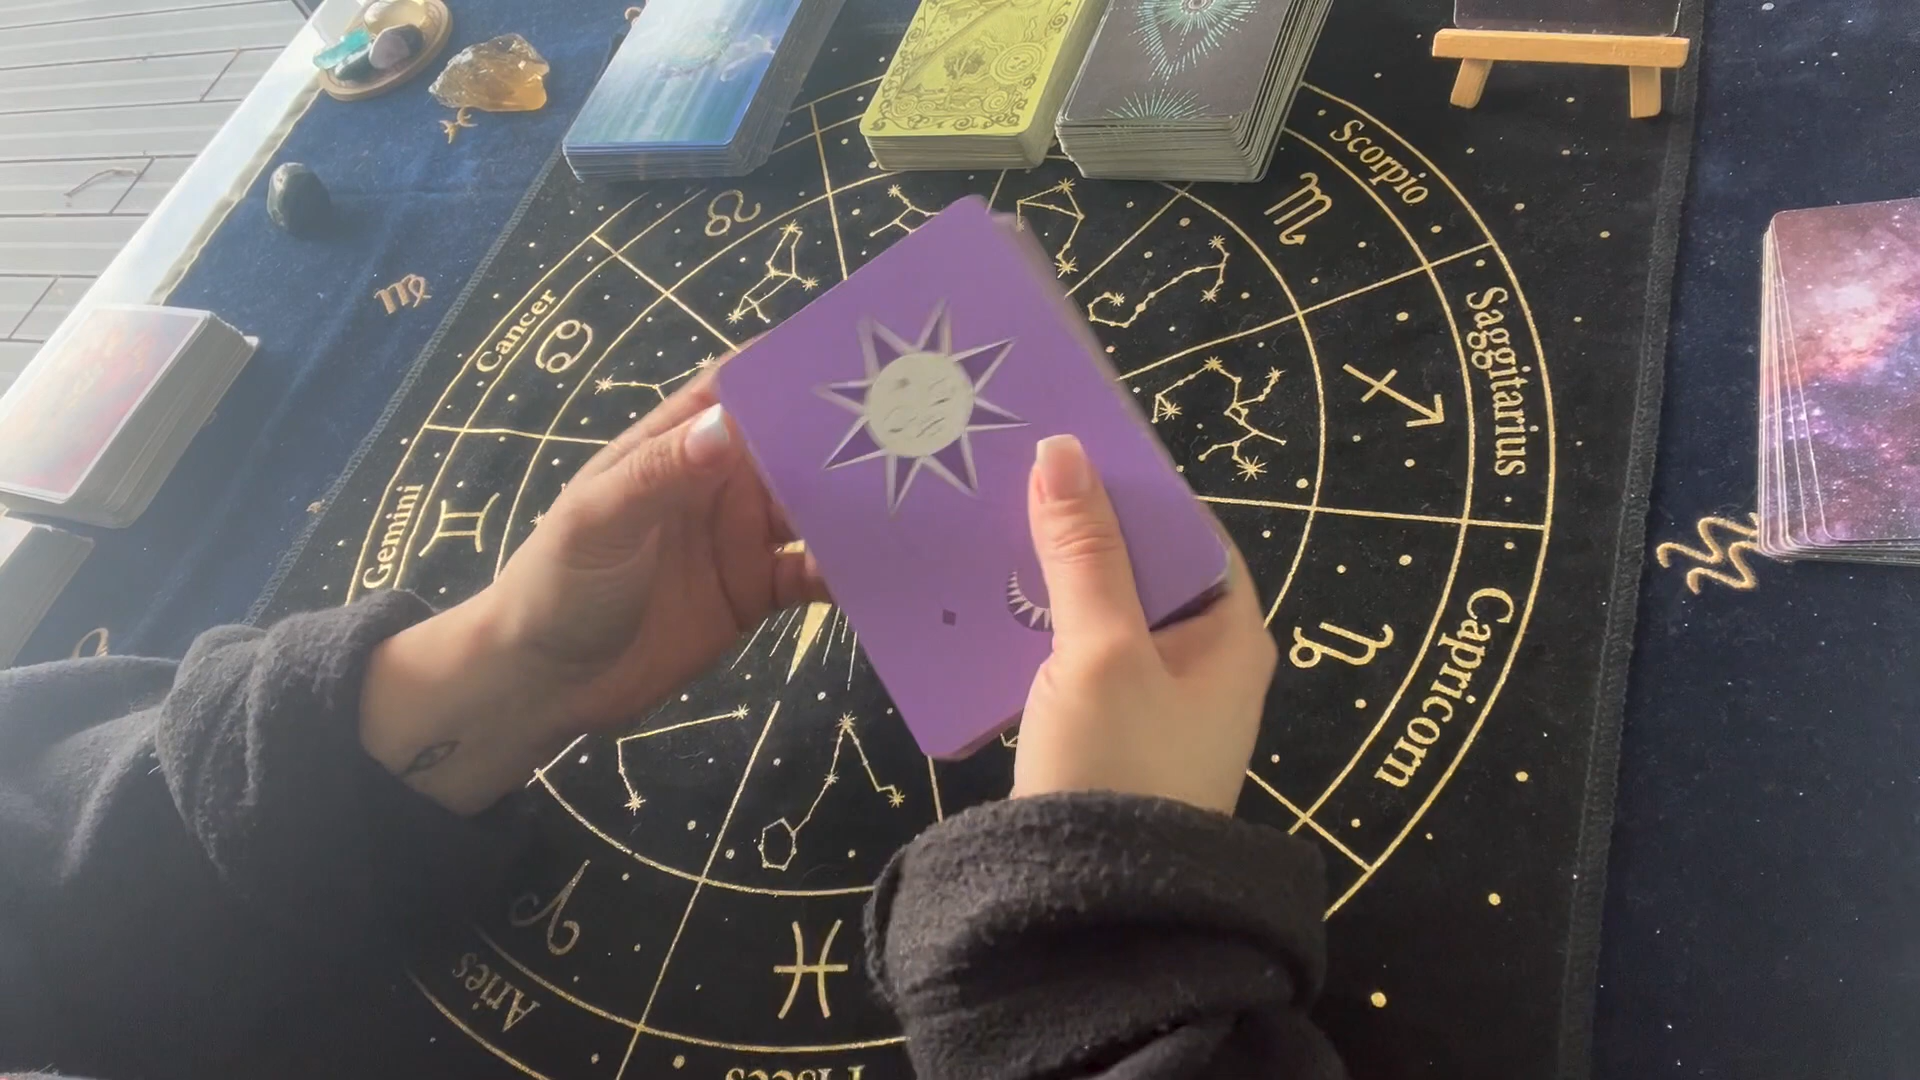 Scorpio
Saggitarius
Cancer
Gemini
Capricorn
Aries
Pisces